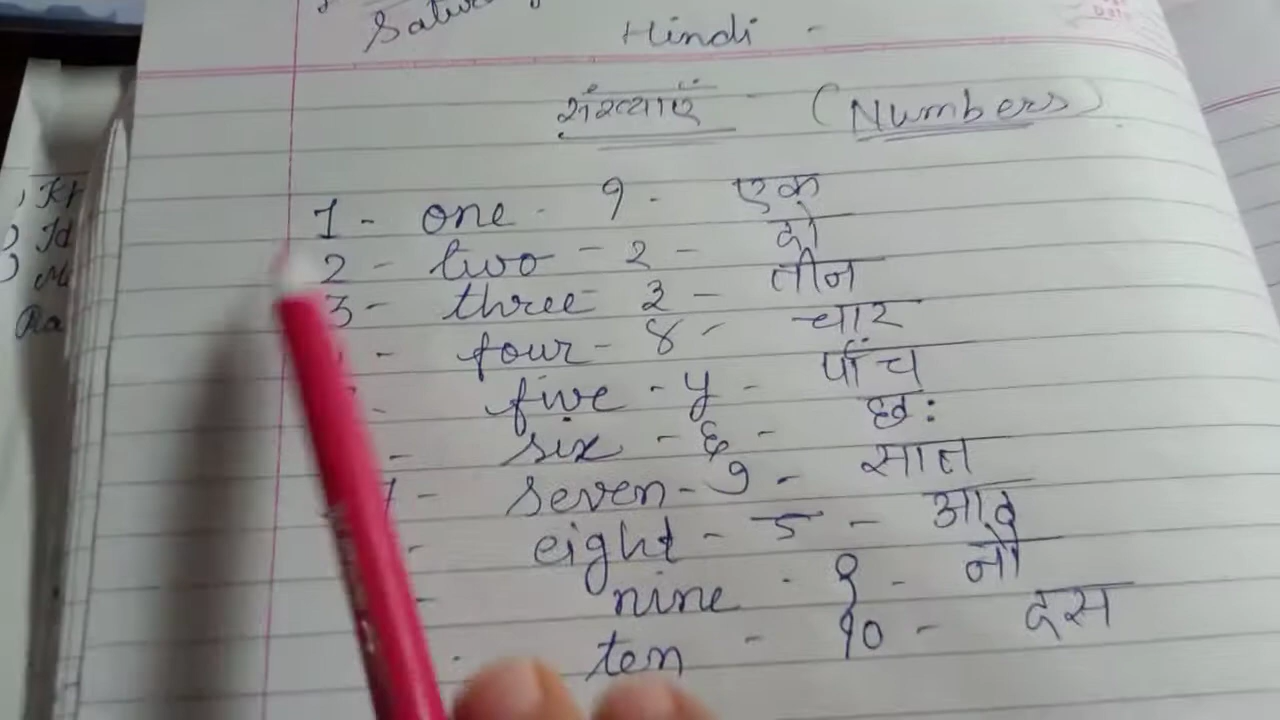 Hindi -
संख्याएँ - (Numbers)
1 - one - १ - एक
2 - two - २ - दो
3 - three - ३ - तीन
- four - ४ - चार
- five - ५ - पाँच
- six - ६ - छ:
- seven - ७ - सात
- eight - ८ - आठ
- nine - ९ - नौ
- ten - १० - दस